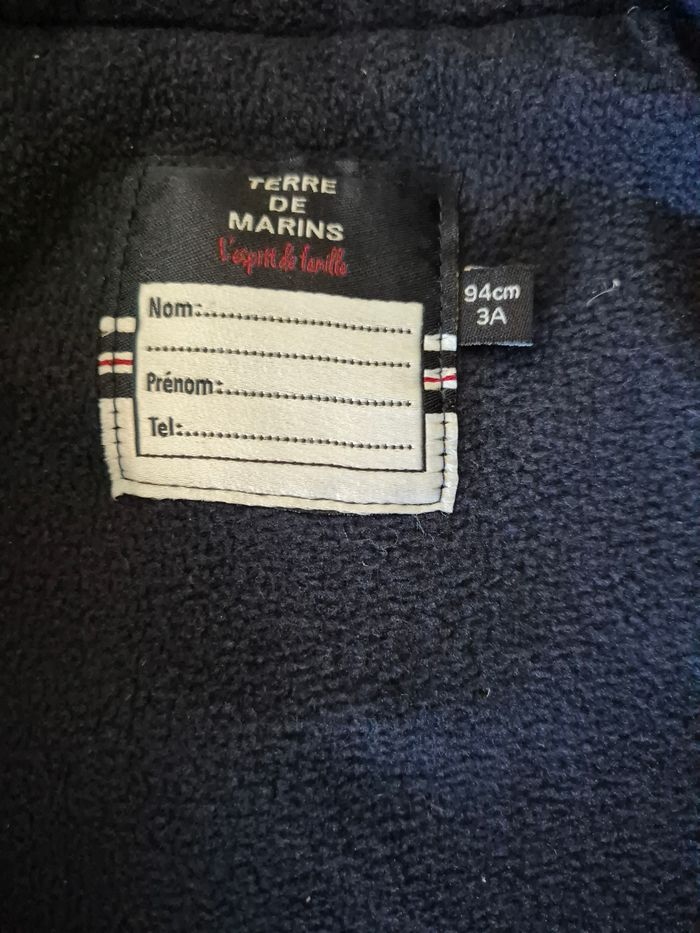 TERRE
DE
MARINS
L'esprit de famille
94cm
3A
Nom:
Prénom:
Tel: